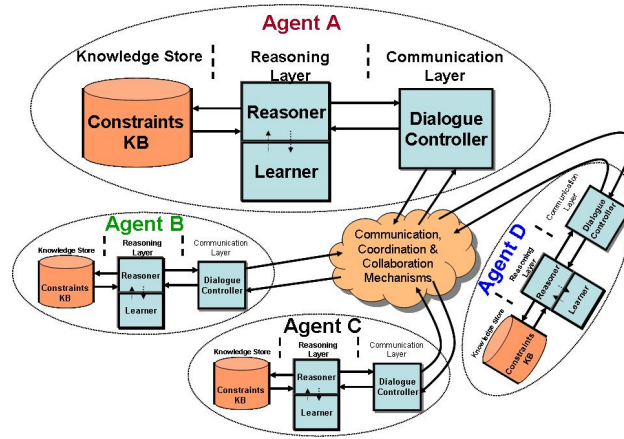 Agent A
Knowledge Store
Reasoning
Layer
Communication
Layer
Constraints
KB
Reasoner
Learner
Dialogue
Controller
Agent B
Knowledge Store
Reasoning
Layer
Communication
Layer
Constraints
KB
Reasoner
Learner
Dialogue
Controller
Communication,
Coordination &
Collaboration
Mechanisms
Agent C
Knowledge Store
Reasoning
Layer
Communication
Layer
Constraints
KB
Reasoner
Learner
Dialogue
Controller
Agent D
Knowledge Store
Reasoning
Layer
Communication
Layer
Constraints
KB
Reasoner
Learner
Dialogue
Controller